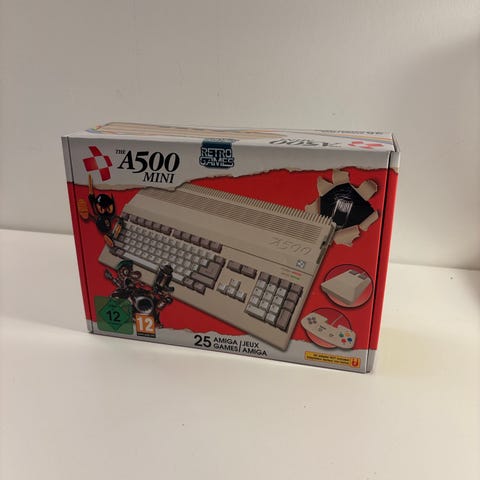 THE
A500
MINI
RETRO
GAMES
A500
12
12
25 AMIGA GAMES / JEUX AMIGA